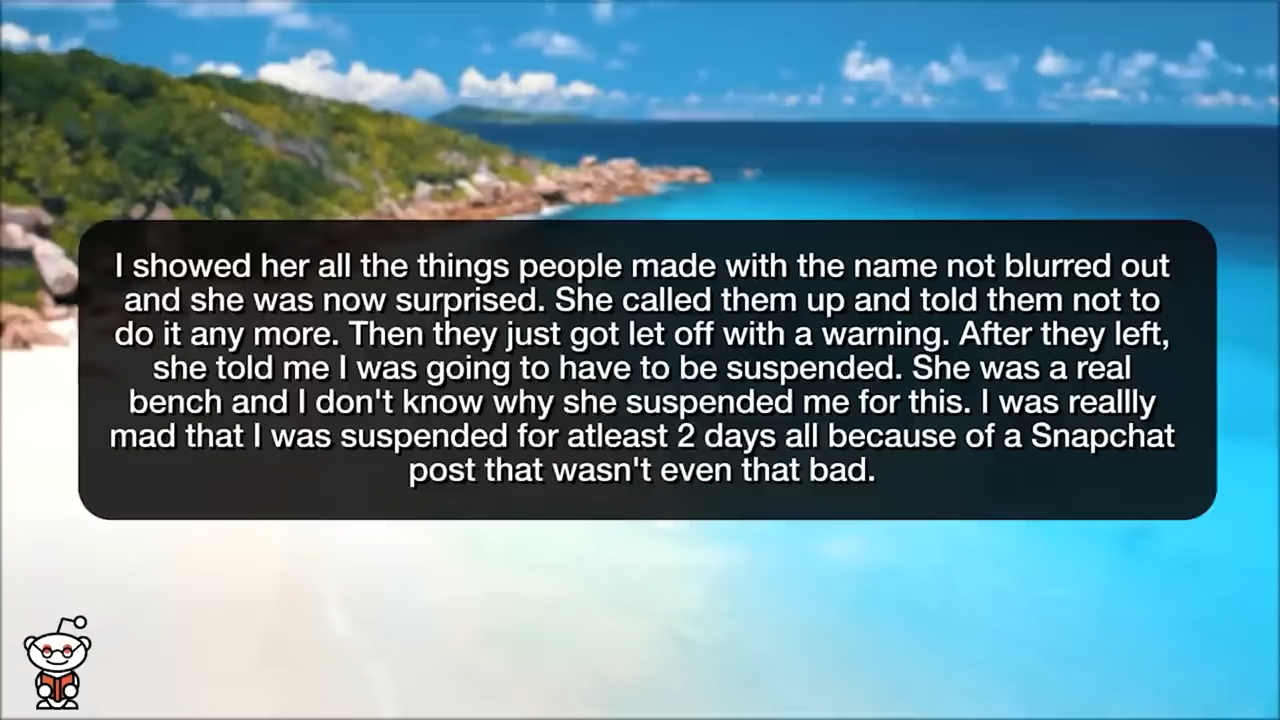 I showed her all the things people made with the name not blurred out
and she was now surprised. She called them up and told them not to
do it any more. Then they just got let off with a warning. After they left,
she told me I was going to have to be suspended. She was a real
bench and I don't know why she suspended me for this. I was reallly
mad that I was suspended for atleast 2 days all because of a Snapchat
post that wasn't even that bad.